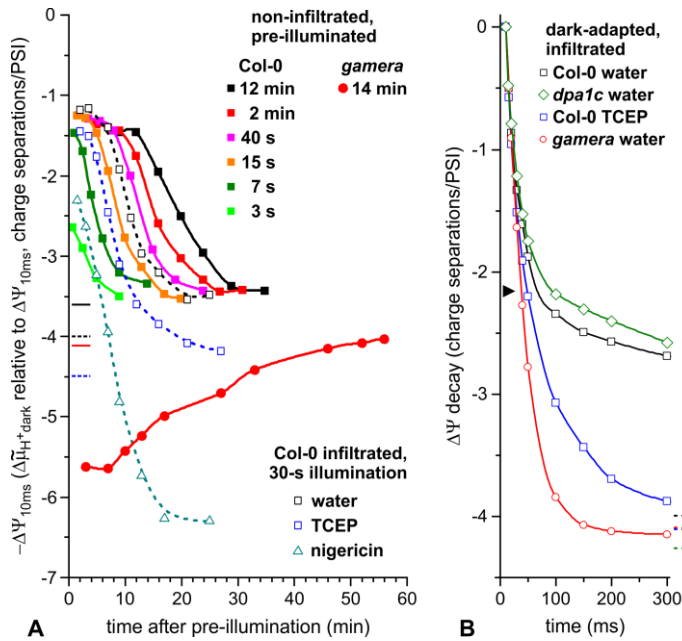 non-infiltrated,
pre-illuminated
Col-0 gamera
12 min 14 min
2 min
40 s
15 s
7 s
3 s
Col-0 infiltrated,
30-s illumination
water
TCEP
nigericin
−ΔΨ10ms (Δμ̃H+dark relative to ΔΨ10ms, charge separations/PSI)
0
-1
-2
-3
-4
-5
-6
-7
0 10 20 30 40 50 60
A time after pre-illumination (min)
dark-adapted,
infiltrated
Col-0 water
dpa1c water
Col-0 TCEP
gamera water
ΔΨ decay (charge separations/PSI)
0
-1
-2
-3
-4
0 100 200 300
B time (ms)